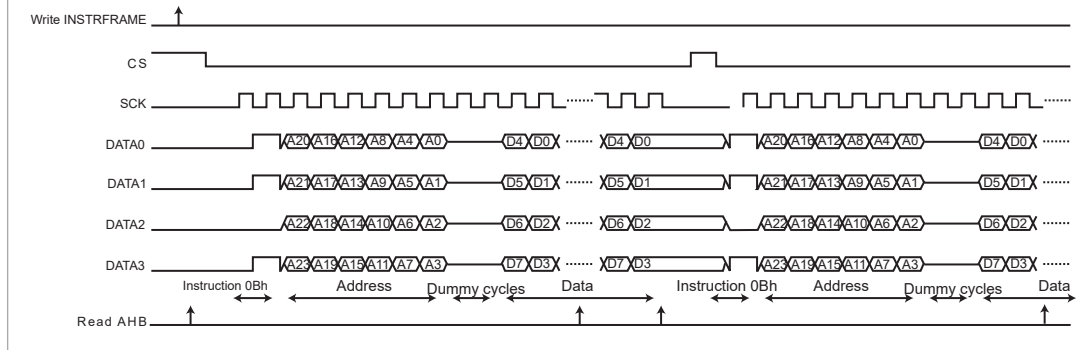 Write INSTRFRAME
CS
SCK
DATA0 A20 A16 A12 A8 A4 A0 D4 D0 D4 D0 A20 A16 A12 A8 A4 A0 D4 D0
DATA1 A21 A17 A13 A9 A5 A1 D5 D1 D5 D1 A21 A17 A13 A9 A5 A1 D5 D1
DATA2 A22 A18 A14 A10 A6 A2 D6 D2 D6 D2 A22 A18 A14 A10 A6 A2 D6 D2
DATA3 A23 A19 A15 A11 A7 A3 D7 D3 D7 D3 A23 A19 A15 A11 A7 A3 D7 D3
Instruction 0Bh Address Dummy cycles Data Instruction 0Bh Address Dummy cycles Data
Read AHB